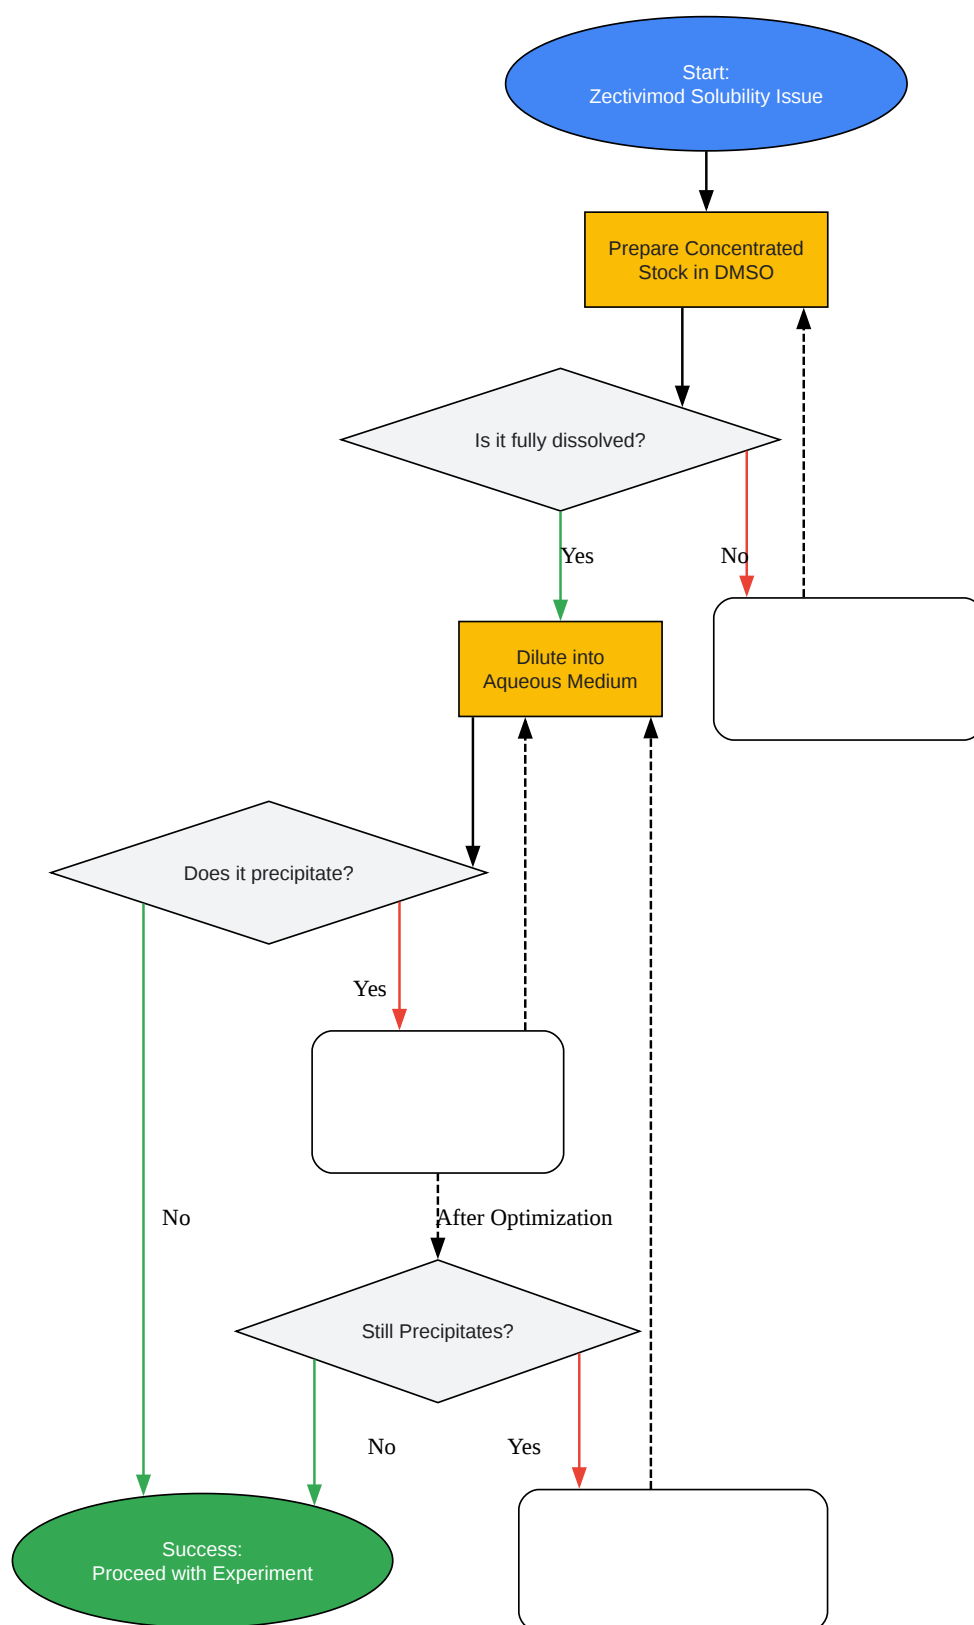 Start:
Zectivimod Solubility Issue
Prepare Concentrated
Stock in DMSO
Is it fully dissolved?
Yes
No
Dilute into
Aqueous Medium
Does it precipitate?
Yes
No
After Optimization
Still Precipitates?
No
Yes
Success:
Proceed with Experiment